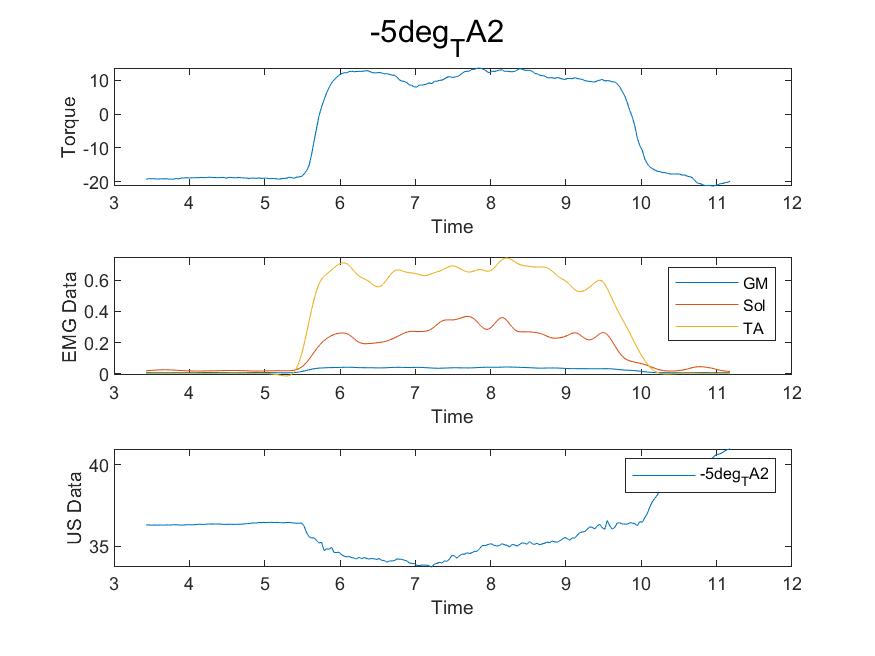 -5deg_TA2
10
0
-10
-20
Torque
3 4 5 6 7 8 9 10 11 12
Time
0.6
0.4
0.2
0
EMG Data
GM
Sol
TA
3 4 5 6 7 8 9 10 11 12
Time
40
35
US Data
-5deg_TA2
3 4 5 6 7 8 9 10 11 12
Time